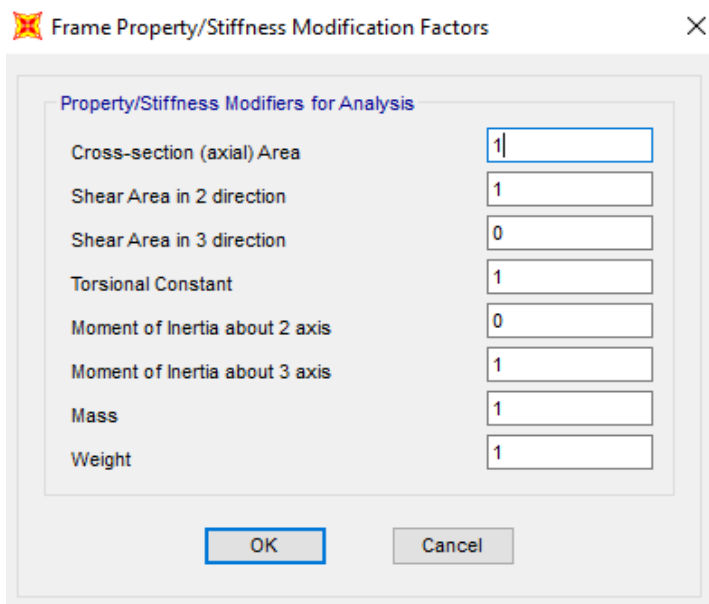 Frame Property/Stiffness Modification Factors
Property/Stiffness Modifiers for Analysis
Cross-section (axial) Area 1
Shear Area in 2 direction 1
Shear Area in 3 direction 0
Torsional Constant 1
Moment of Inertia about 2 axis 0
Moment of Inertia about 3 axis 1
Mass 1
Weight 1
OK Cancel